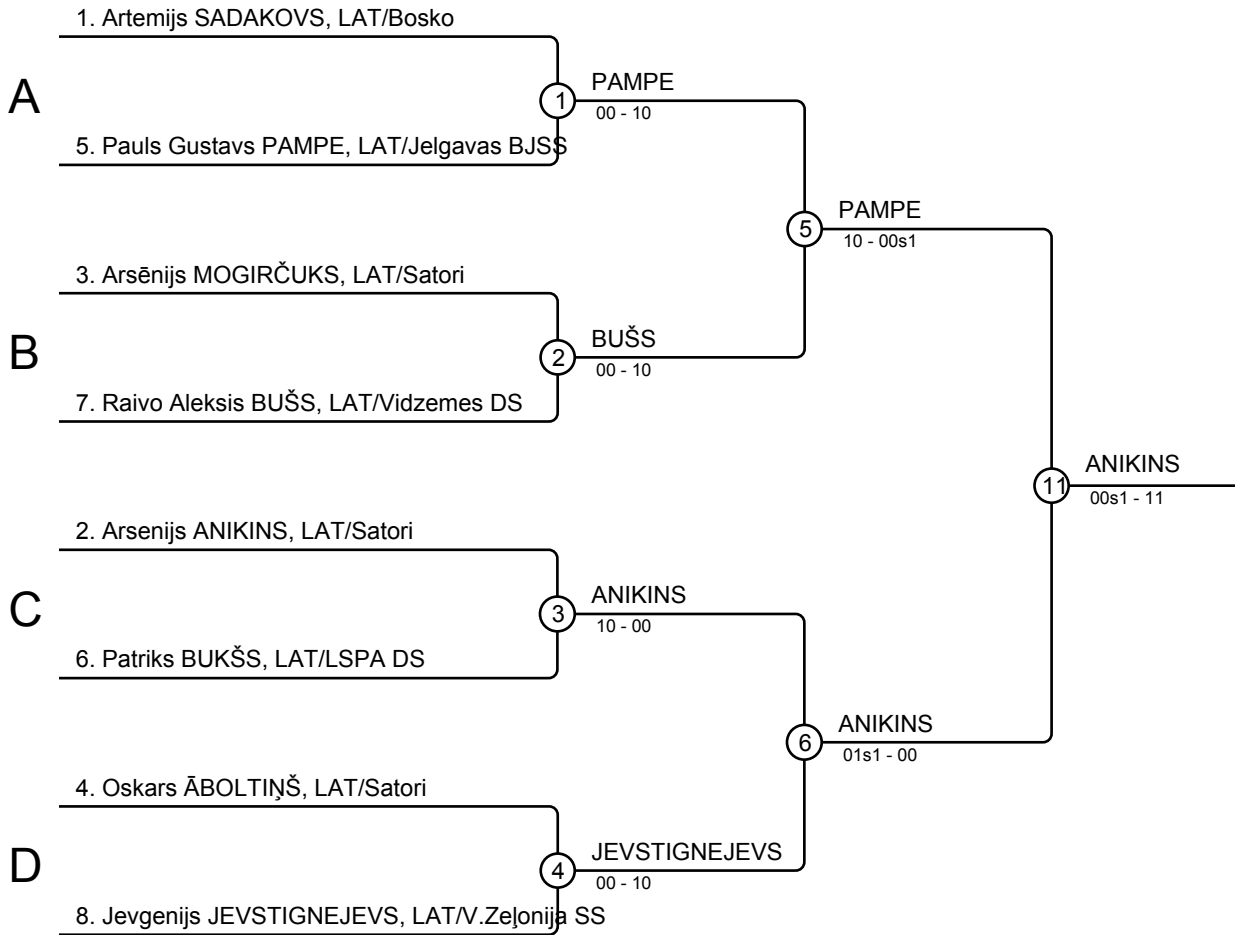 1. Artemijs SADAKOVS, LAT/Bosko
A
1
PAMPE
00 - 10
5. Pauls Gustavs PAMPE, LAT/Jelgavas BJSS
5
PAMPE
10 - 00s1
3. Arsēnijs MOGIRČUKS, LAT/Satori
B
2
BUŠS
00 - 10
7. Raivo Aleksis BUŠS, LAT/Vidzemes DS
11
ANIKINS
00s1 - 11
2. Arsenijs ANIKINS, LAT/Satori
C
3
ANIKINS
10 - 00
6. Patriks BUKŠS, LAT/LSPA DS
6
ANIKINS
01s1 - 00
4. Oskars ĀBOLTIŅŠ, LAT/Satori
D
4
JEVSTIGNEJEVS
00 - 10
8. Jevgenijs JEVSTIGNEJEVS, LAT/V.Zeļonija SS